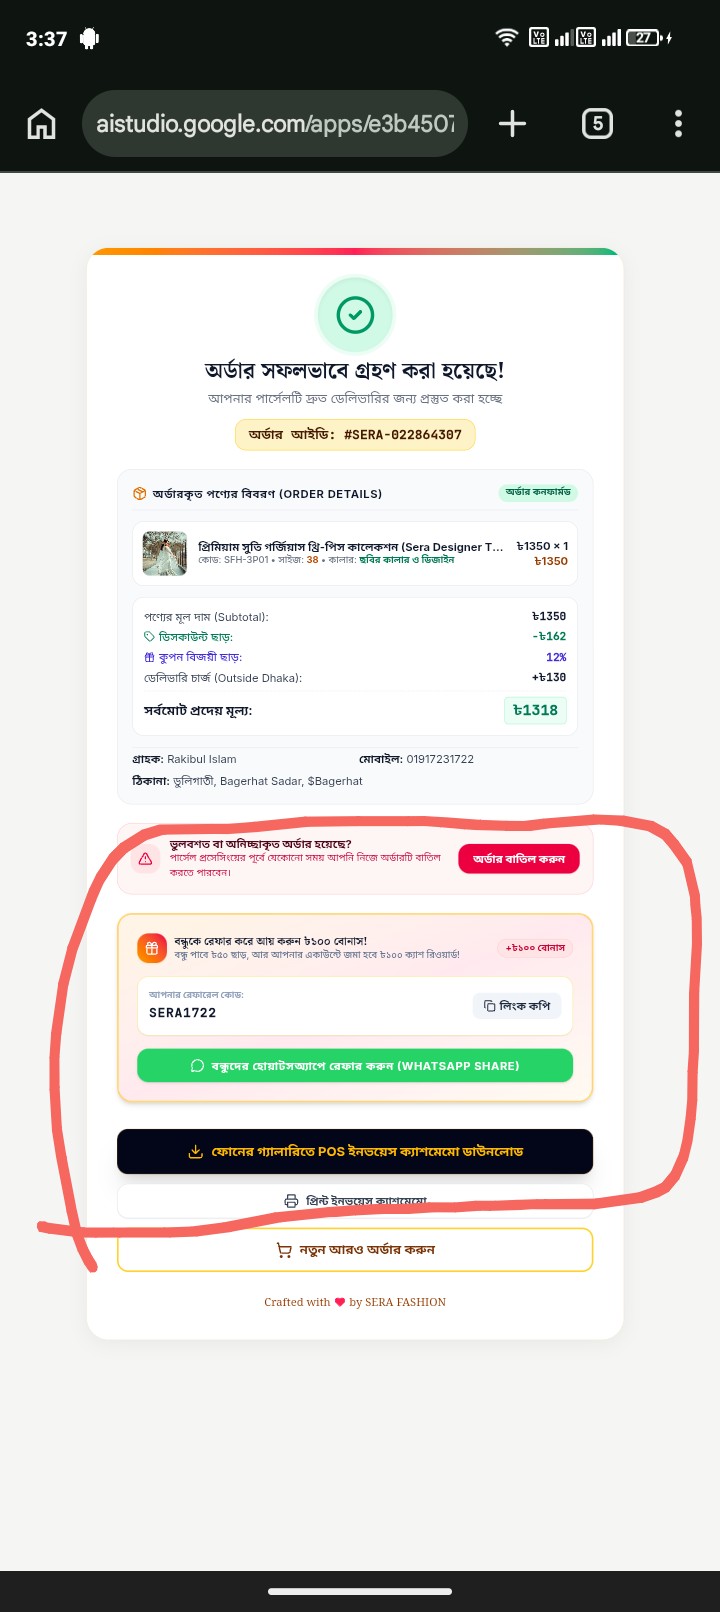 3:37
Vo LTE
Vo LTE
27
aistudio.google.com/apps/e3b4507
5
অর্ডার সফলভাবে গ্রহণ করা হয়েছে!
আপনার পার্সেলটি দ্রুত ডেলিভারির জন্য প্রস্তুত করা হচ্ছে
অর্ডার আইডি: #SERA-022864307
অর্ডারকৃত পণ্যের বিবরণ (ORDER DETAILS)
অর্ডার কনফার্মড
প্রিমিয়াম সুতি গর্জিয়াস থ্রি-পিস কালেকশন (Sera Designer T... ৳1350 × 1
কোড: SFH-3P01 • সাইজ: 38 • কালার: ছবির কালার ও ডিজাইন ৳1350
পণ্যের মূল দাম (Subtotal): ৳1350
ডিসকাউন্ট ছাড়: -৳162
কুপন বিজয়ী ছাড়: 12%
ডেলিভারি চার্জ (Outside Dhaka): +৳130
সর্বমোট প্রদেয় মূল্য: ৳1318
গ্রাহক: Rakibul Islam মোবাইল: 01917231722
ঠিকানা: ডুলিগাতী, Bagerhat Sadar, $Bagerhat
ভুলবশত বা অনিচ্ছাকৃত অর্ডার হয়েছে?
পার্সেল প্রসেসিংয়ের পূর্বে যেকোনো সময় আপনি নিজে অর্ডারটি বাতিল
করতে পারবেন।
অর্ডার বাতিল করুন
বন্ধুকে রেফার করে আয় করুন ৳১০০ বোনাস!
বন্ধু পাবে ৳৫০ ছাড়, আর আপনার একাউন্টে জমা হবে ৳১০০ ক্যাশ রিওয়ার্ড!
+৳১০০ বোনাস
আপনার রেফারেল কোড:
SERA1722
লিংক কপি
বন্ধুদের হোয়াটসঅ্যাপে রেফার করুন (WHATSAPP SHARE)
ফোনের গ্যালারিতে POS ইনভয়েস ক্যাশমেমো ডাউনলোড
প্রিন্ট ইনভয়েস ক্যাশমেমো
নতুন আরও অর্ডার করুন
Crafted with ❤ by SERA FASHION